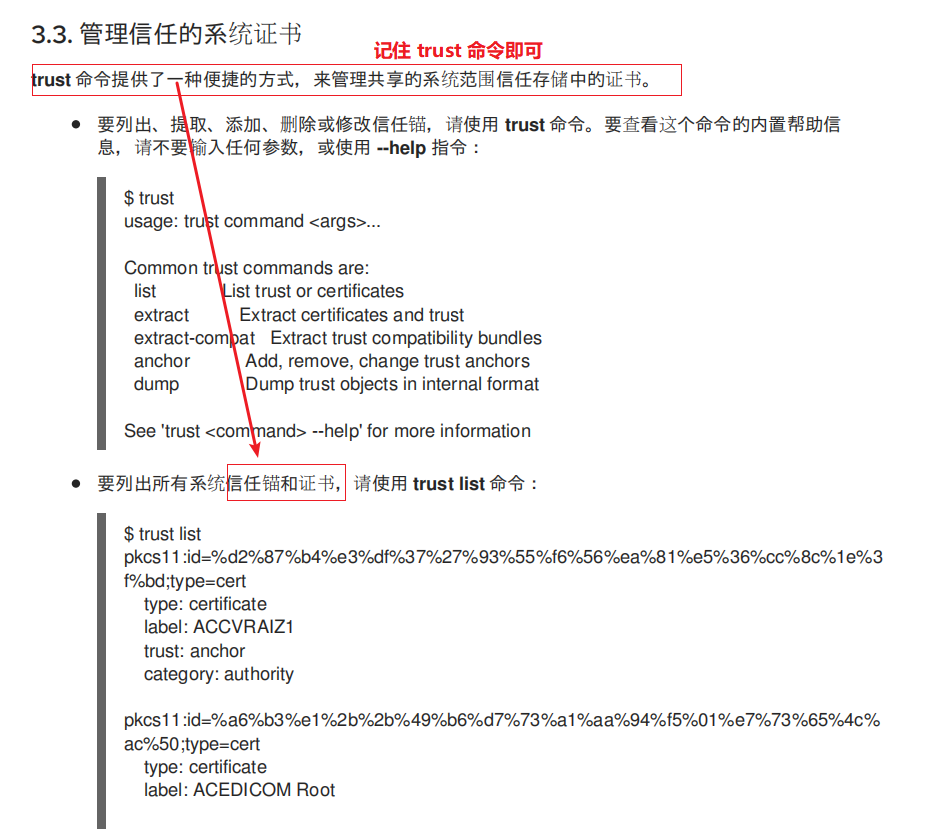 3.3. 管理信任的系统证书
记住 trust 命令即可
trust 命令提供了一种便捷的方式，来管理共享的系统范围信任存储中的证书。
● 要列出、提取、添加、删除或修改信任锚，请使用 trust 命令。要查看这个命令的内置帮助信
息，请不要输入任何参数，或使用 --help 指令：
$ trust
usage: trust command <args>...
Common trust commands are:
list List trust or certificates
extract Extract certificates and trust
extract-compat Extract trust compatibility bundles
anchor Add, remove, change trust anchors
dump Dump trust objects in internal format
See 'trust <command> --help' for more information
● 要列出所有系统信任锚和证书，请使用 trust list 命令：
$ trust list
pkcs11:id=%d2%87%b4%e3%df%37%27%93%55%f6%56%ea%81%e5%36%cc%8c%1e%3
f%bd;type=cert
type: certificate
label: ACCVRAIZ1
trust: anchor
category: authority
pkcs11:id=%a6%b3%e1%2b%2b%49%b6%d7%73%a1%aa%94%f5%01%e7%73%65%4c%
ac%50;type=cert
type: certificate
label: ACEDICOM Root